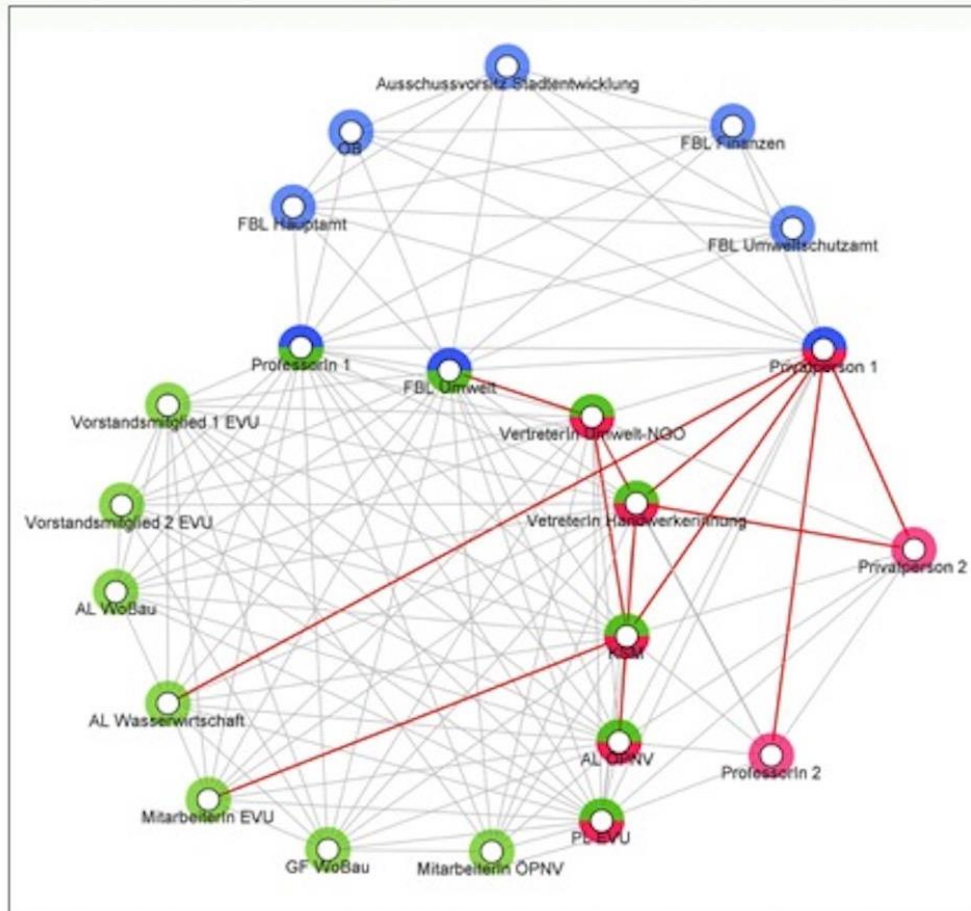 Ausschussvorsitz Stadtentwicklung
OB
FBL Finanzen
FBL Hauptamt
FBL Umweltschutzamt
ProfessorIn 1
FBL Umwelt
Privatperson 1
Vorstandsmitglied 1 EVU
VertreterIn Umwelt-NGO
Vorstandsmitglied 2 EVU
VetreterIn Handwerkerinnung
Privatperson 2
AL WoBau
KSM
AL Wasserwirtschaft
AL ÖPNV
ProfessorIn 2
MitarbeiterIn EVU
PL EVU
GF WoBau
MitarbeiterIn ÖPNV